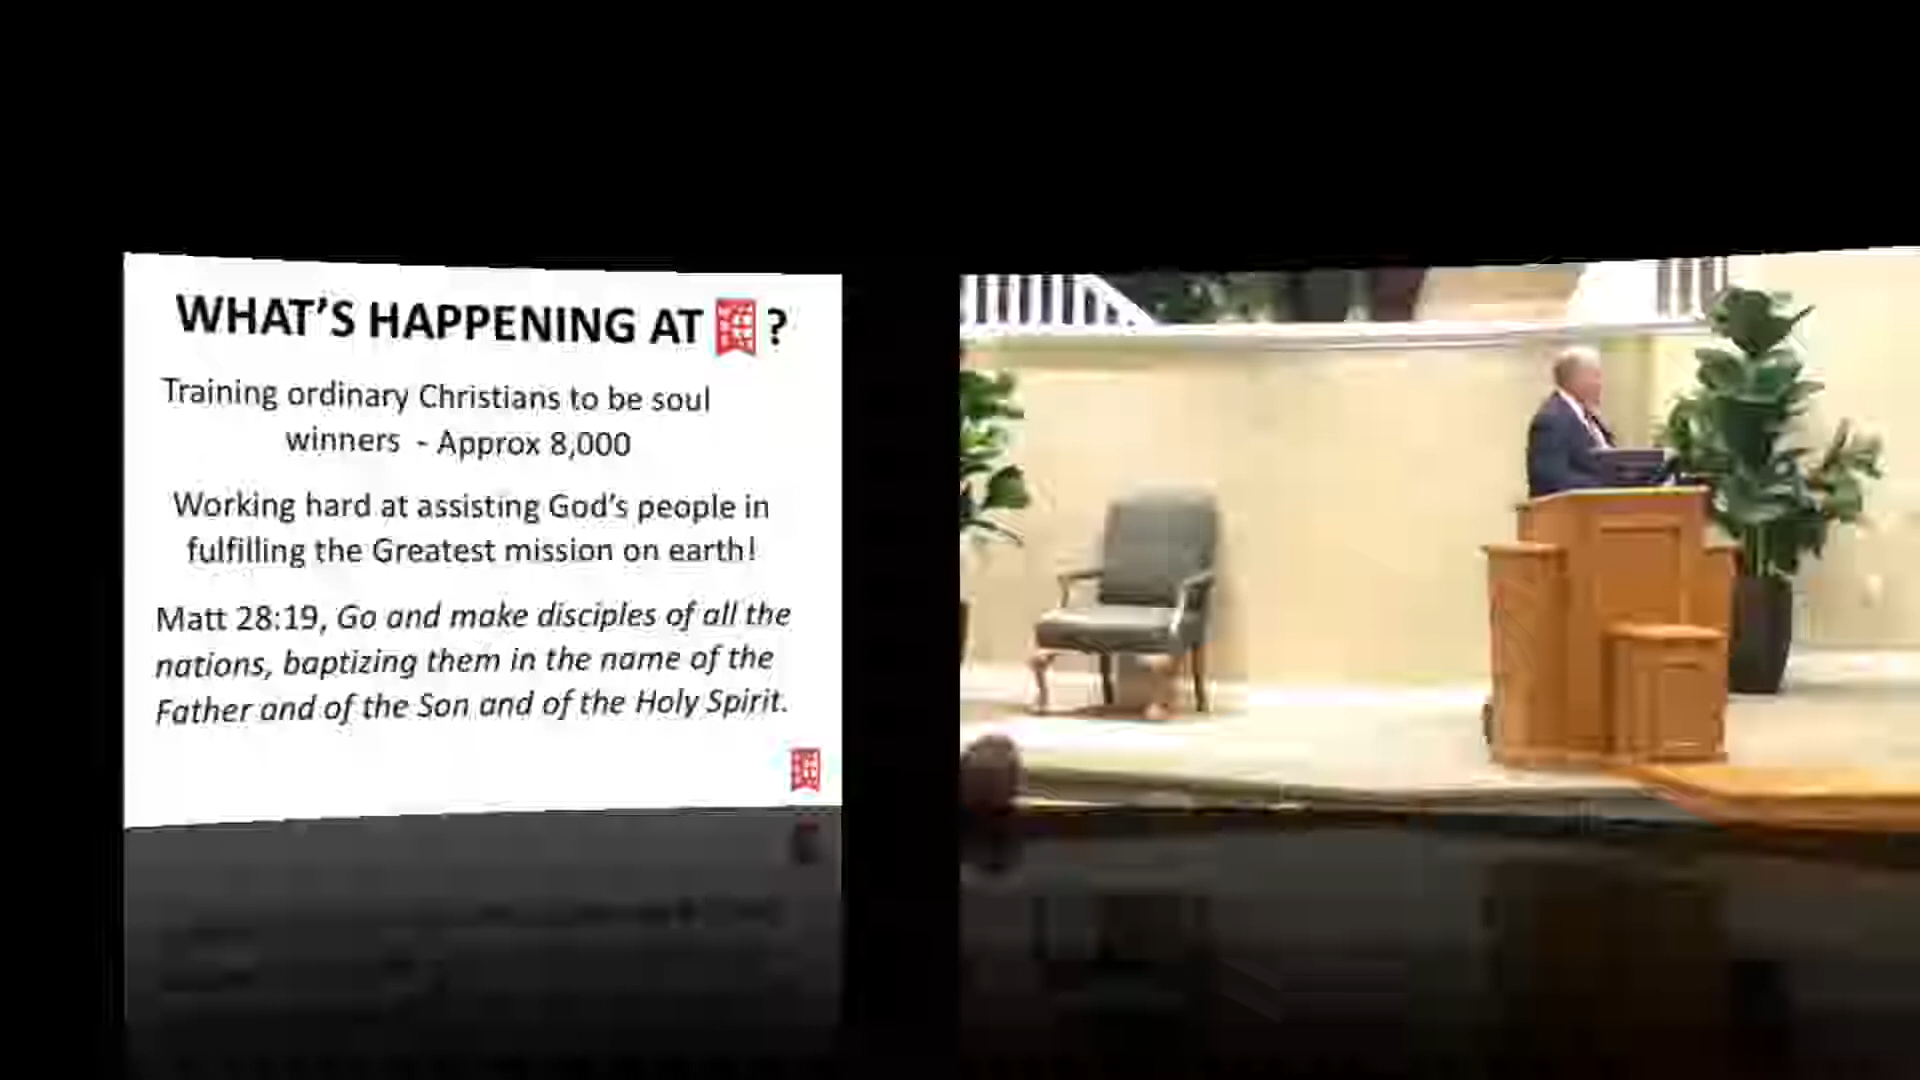 WHAT'S HAPPENING AT ?
Training ordinary Christians to be soul
winners - Approx 8,000
Working hard at assisting God's people in
fulfilling the Greatest mission on earth!
Matt 28:19, Go and make disciples of all the
nations, baptizing them in the name of the
Father and of the Son and of the Holy Spirit.